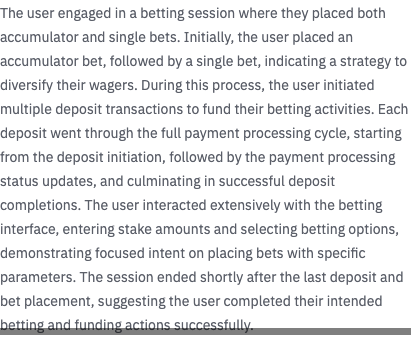 The user engaged in a betting session where they placed both
accumulator and single bets. Initially, the user placed an
accumulator bet, followed by a single bet, indicating a strategy to
diversify their wagers. During this process, the user initiated
multiple deposit transactions to fund their betting activities. Each
deposit went through the full payment processing cycle, starting
from the deposit initiation, followed by the payment processing
status updates, and culminating in successful deposit
completions. The user interacted extensively with the betting
interface, entering stake amounts and selecting betting options,
demonstrating focused intent on placing bets with specific
parameters. The session ended shortly after the last deposit and
bet placement, suggesting the user completed their intended
betting and funding actions successfully.